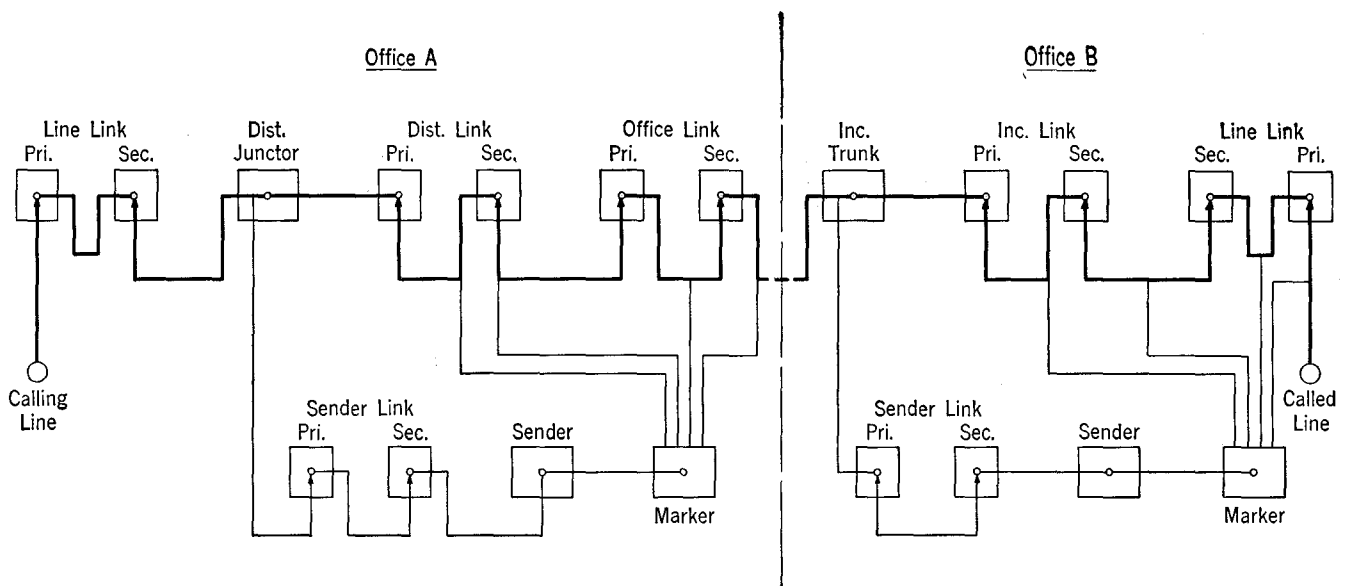 Office A
Office B
Line Link
Pri.
Sec.
Dist.
Junctor
Dist. Link
Pri.
Sec.
Office Link
Pri.
Sec.
Inc.
Trunk
Inc. Link
Pri.
Sec.
Line Link
Sec.
Pri.
Calling
Line
Sender Link
Pri.
Sec.
Sender
Marker
Sender Link
Pri.
Sec.
Sender
Marker
Called
Line